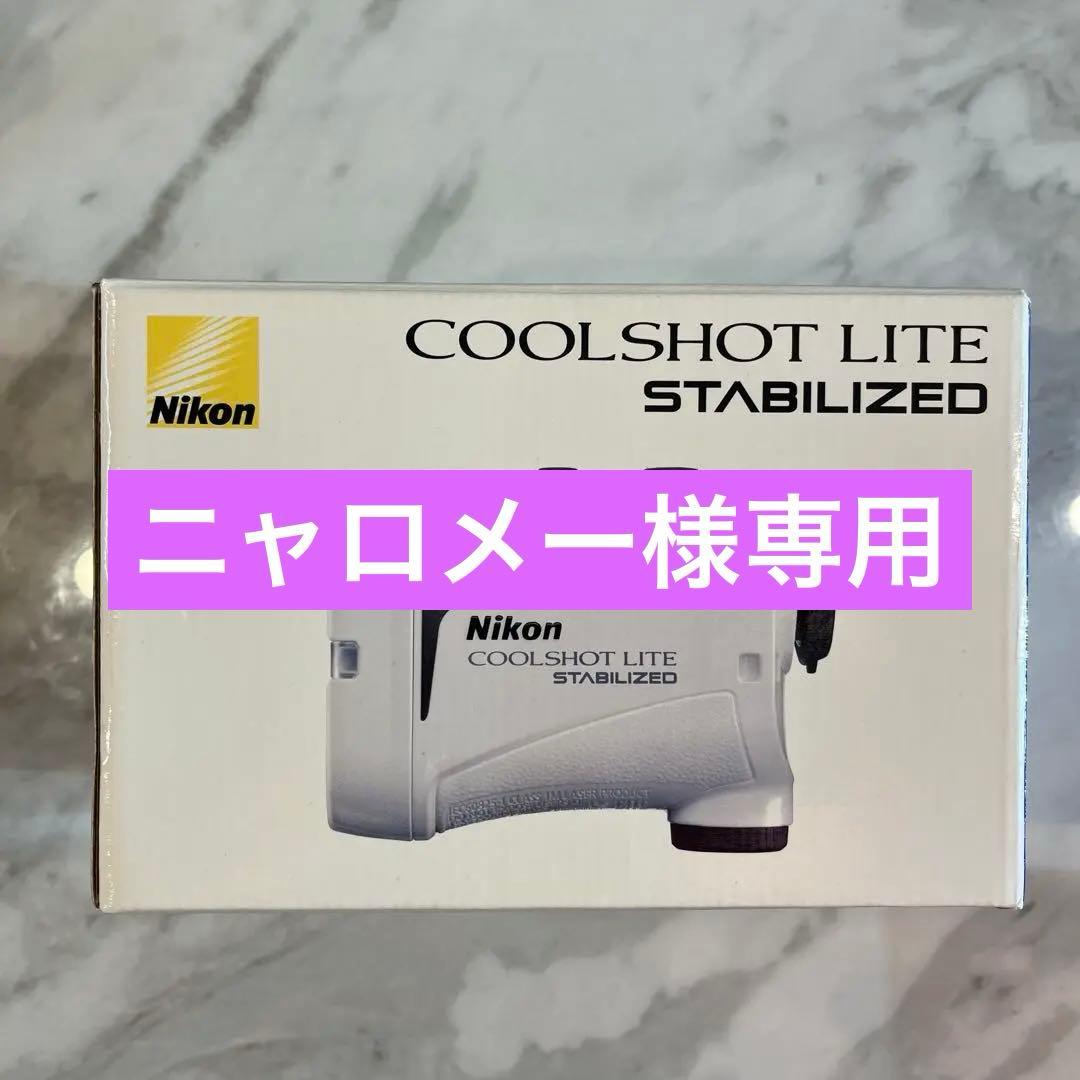 Nikon
COOLSHOT LITE
STABILIZED
ニャロメー様専用
Nikon
COOLSHOT LITE
STABILIZED